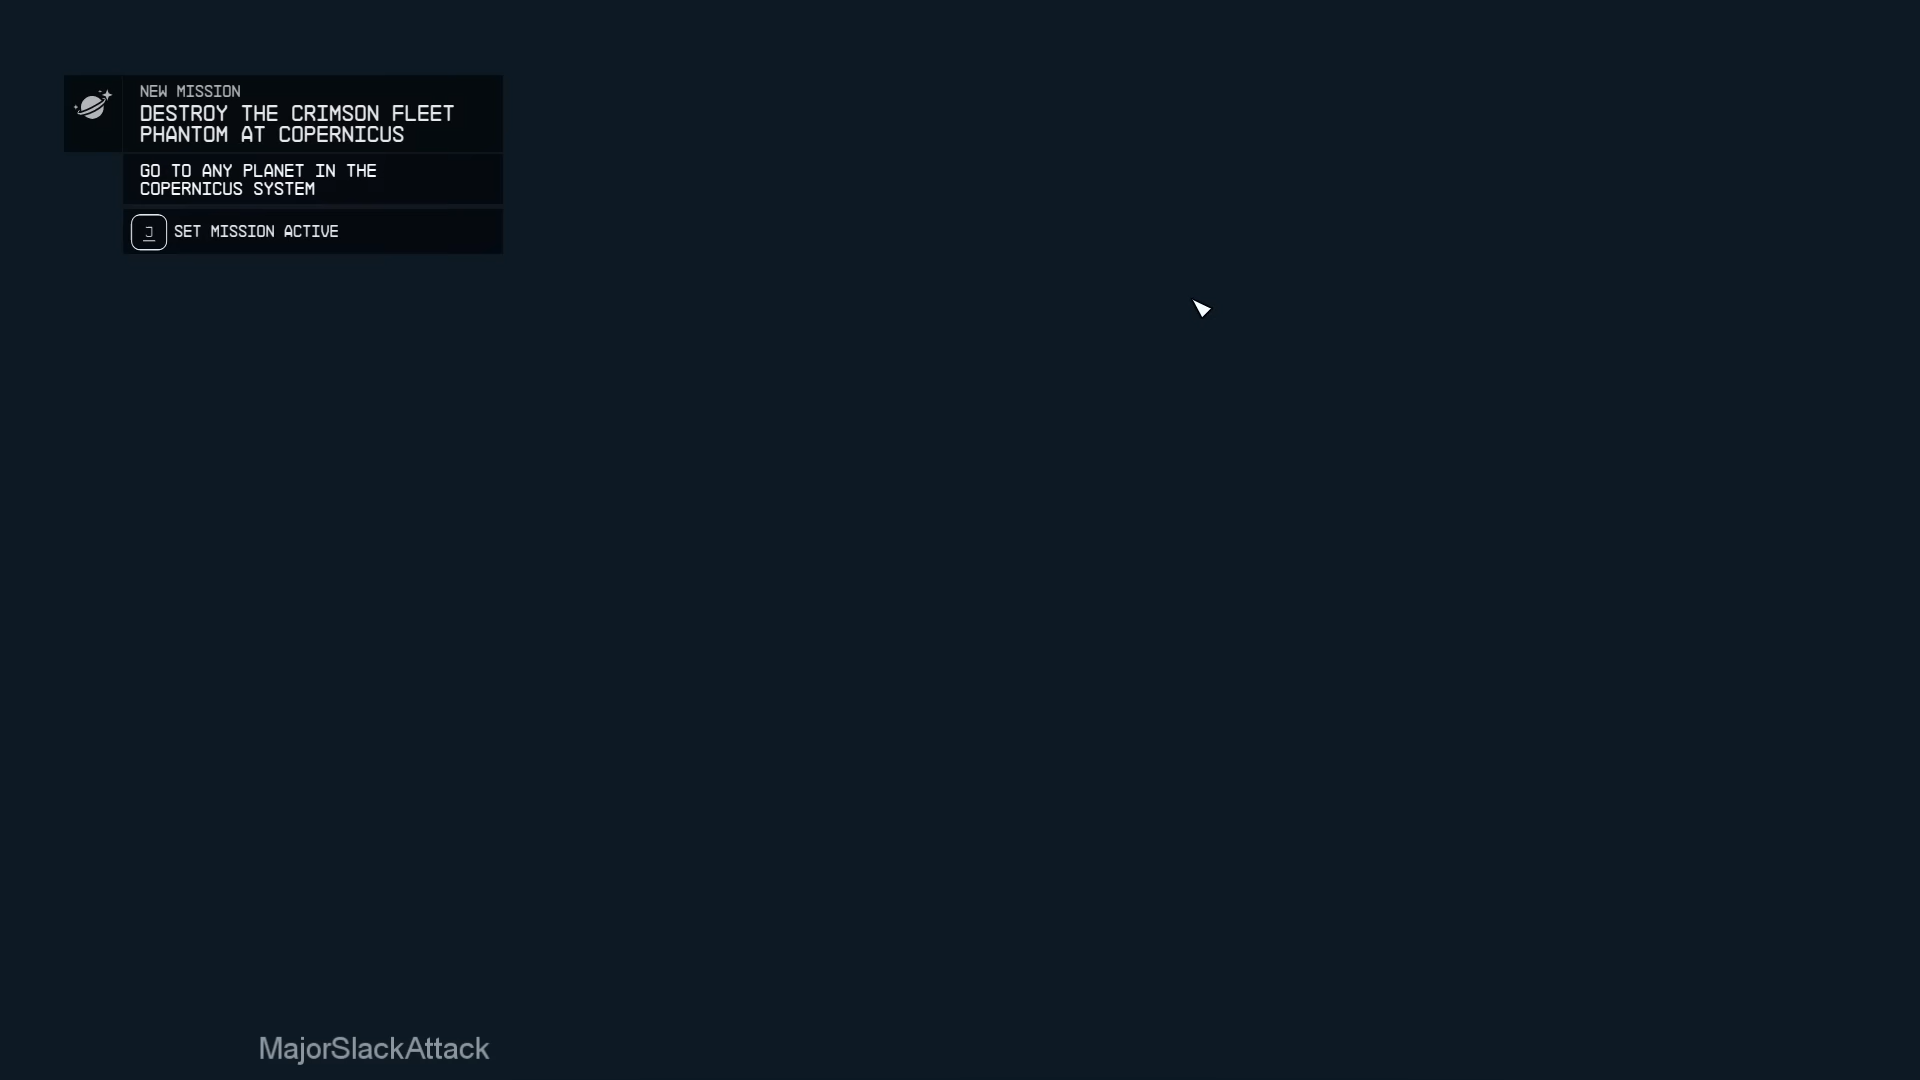 NEW MISSION
DESTROY THE CRIMSON FLEET
PHANTOM AT COPERNICUS
GO TO ANY PLANET IN THE
COPERNICUS SYSTEM
J SET MISSION ACTIVE
MajorSlackAttack